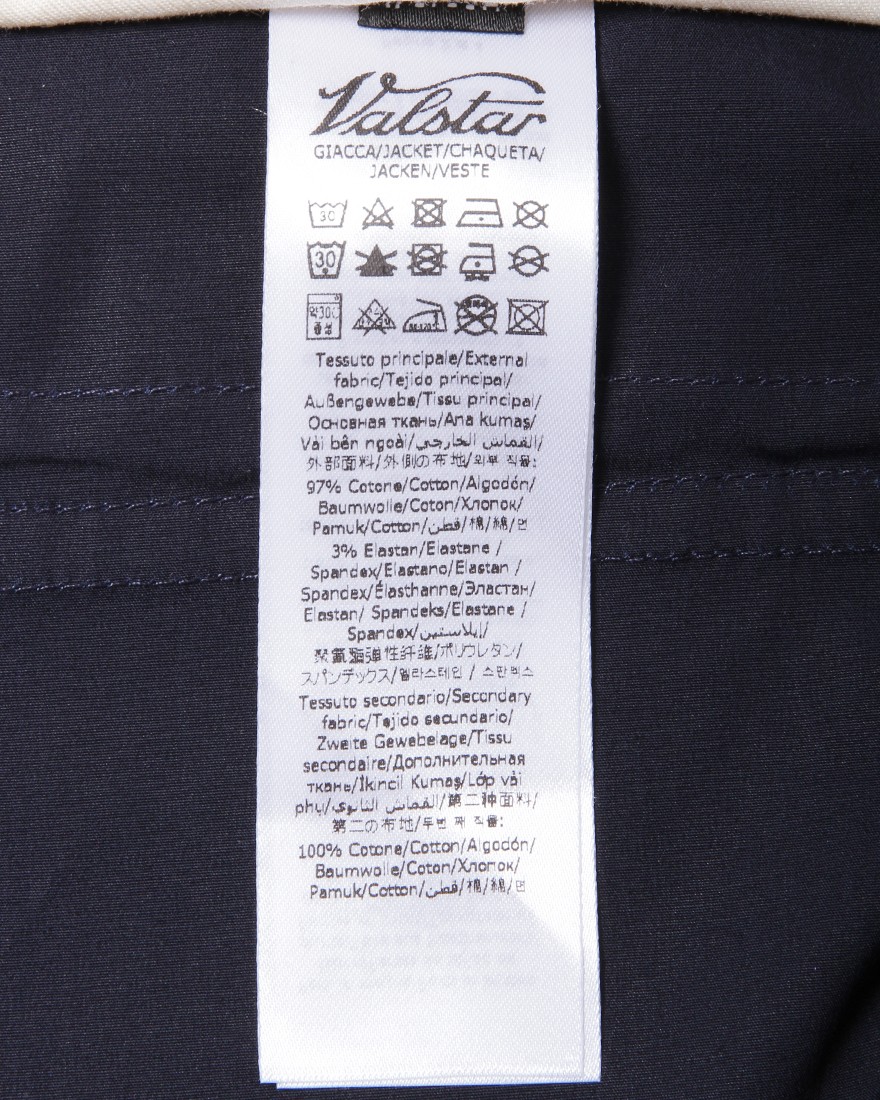 Valstar
GIACCA/JACKET/CHAQUETA/
JACKEN/VESTE
30
30
Tessuto principale/External
fabric/Tejido principal/
Außengewebe/Tissu principal/
Основная ткань/Ana kumaş/
Vải bên ngoài/القماش الخارجي/
外部面料/外側の布地/외부 직물:
97% Cotone/Cotton/Algodón/
Baumwolle/Coton/Хлопок/
Pamuk/Cotton/قطن/棉/綿/면
3% Elastan/Elastane /
Spandex/Elastano/Elastan /
Spandex/Élasthanne/Эластан/
Elastan/ Spandeks/Elastane /
Spandex/إيلاستين/
聚氨酯弹性纤维/ポリウレタン/
スパンデックス/엘라스테인 / 스판덱스
Tessuto secondario/Secondary
fabric/Tejido secundario/
Zweite Gewebelage/Tissu
secondaire/Дополнительная
ткань/İkincil Kumaş/Lớp vải
phụ/القماش الثانوي/第二种面料/
第二の布地/두번 째 직물:
100% Cotone/Cotton/Algodón/
Baumwolle/Coton/Хлопок/
Pamuk/Cotton/قطن/棉/綿/면